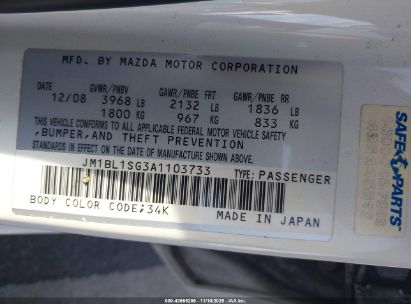 MFD. BY MAZDA MOTOR CORPORATION
GVWR/PNBV GAWR/PNBE FRT GAWR/PNBE RR
12/08 3968 LB 2132 LB 1836 LB
1800 KG 967 KG 833 KG
THIS VEHICLE CONFORMS TO ALL APPLICABLE FEDERAL MOTOR VEHICLE SAFETY
,BUMPER,AND THEFT PREVENTION
STANDARDS IN EFFECT ON THE DATE OF MANUFACTURE SHOWN ABOVE.
JM1BL1SG3A1103733 TYPE:PASSENGER
BODY COLOR CODE:34K
MADE IN JAPAN
SAFE-PARTS